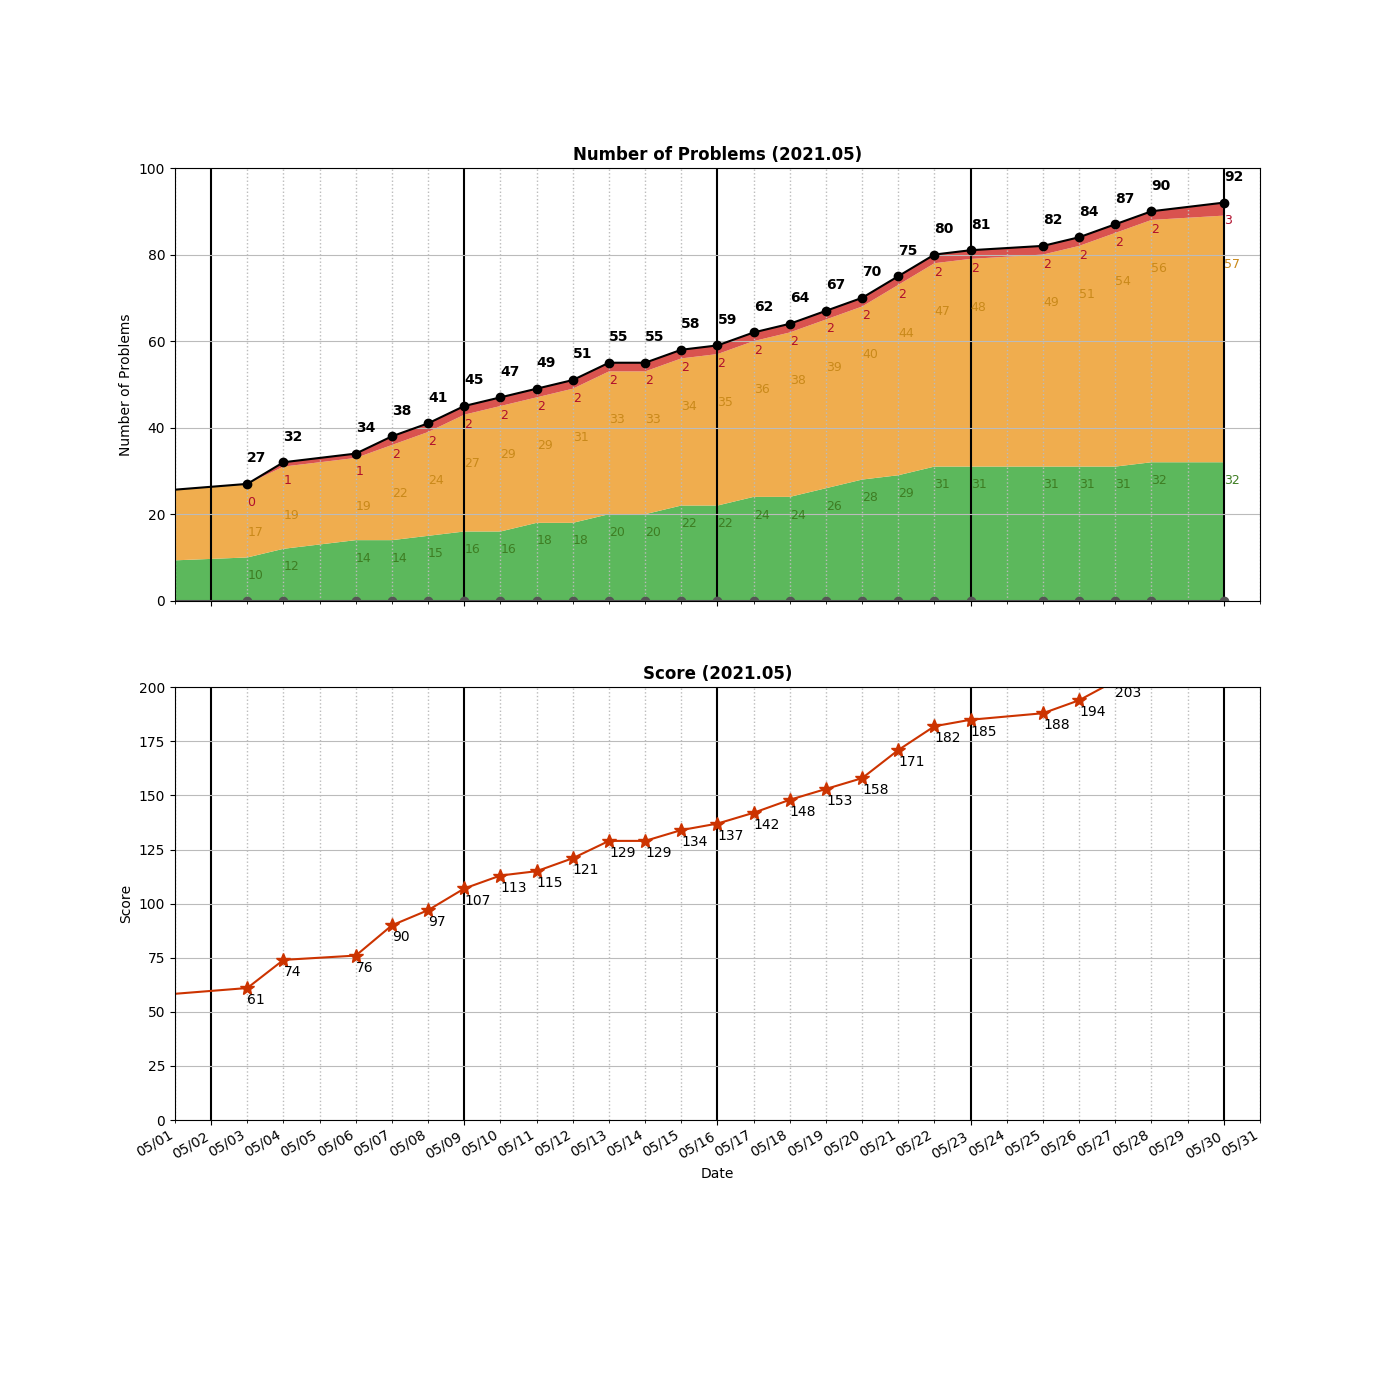 Number of Problems (2021.05)
Number of Problems
100
80
60
40
20
0
27 32 34 38 41 45 47 49 51 55 55 58 59 62 64 67 70 75 80 81 82 84 87 90 92
0 1 1 2 2 2 2 2 2 2 2 2 2 2 2 2 2 2 2 2 2 2 2 2 3
17 19 19 22 24 27 29 29 31 33 33 34 35 36 38 39 40 44 47 48 49 51 54 56 57
10 12 14 14 15 16 16 18 18 20 20 22 22 24 24 26 28 29 31 31 31 31 31 32 32
Score (2021.05)
Score
200
175
150
125
100
75
50
25
0
61 74 76 90 97 107 113 115 121 129 129 134 137 142 148 153 158 171 182 185 188 194 203
05/01 05/02 05/03 05/04 05/05 05/06 05/07 05/08 05/09 05/10 05/11 05/12 05/13 05/14 05/15 05/16 05/17 05/18 05/19 05/20 05/21 05/22 05/23 05/24 05/25 05/26 05/27 05/28 05/29 05/30 05/31
Date